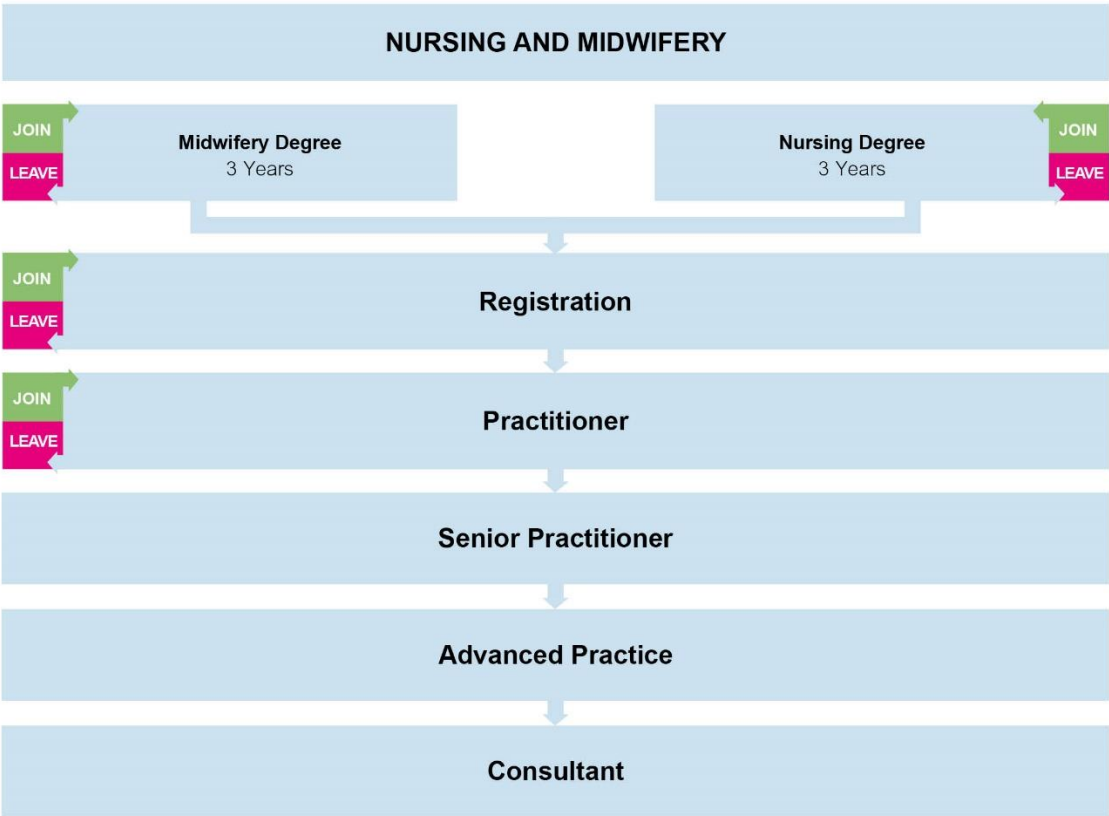 NURSING AND MIDWIFERY
JOIN
LEAVE
Midwifery Degree
3 Years
Nursing Degree
3 Years
JOIN
LEAVE
JOIN
LEAVE
Registration
JOIN
LEAVE
Practitioner
Senior Practitioner
Advanced Practice
Consultant